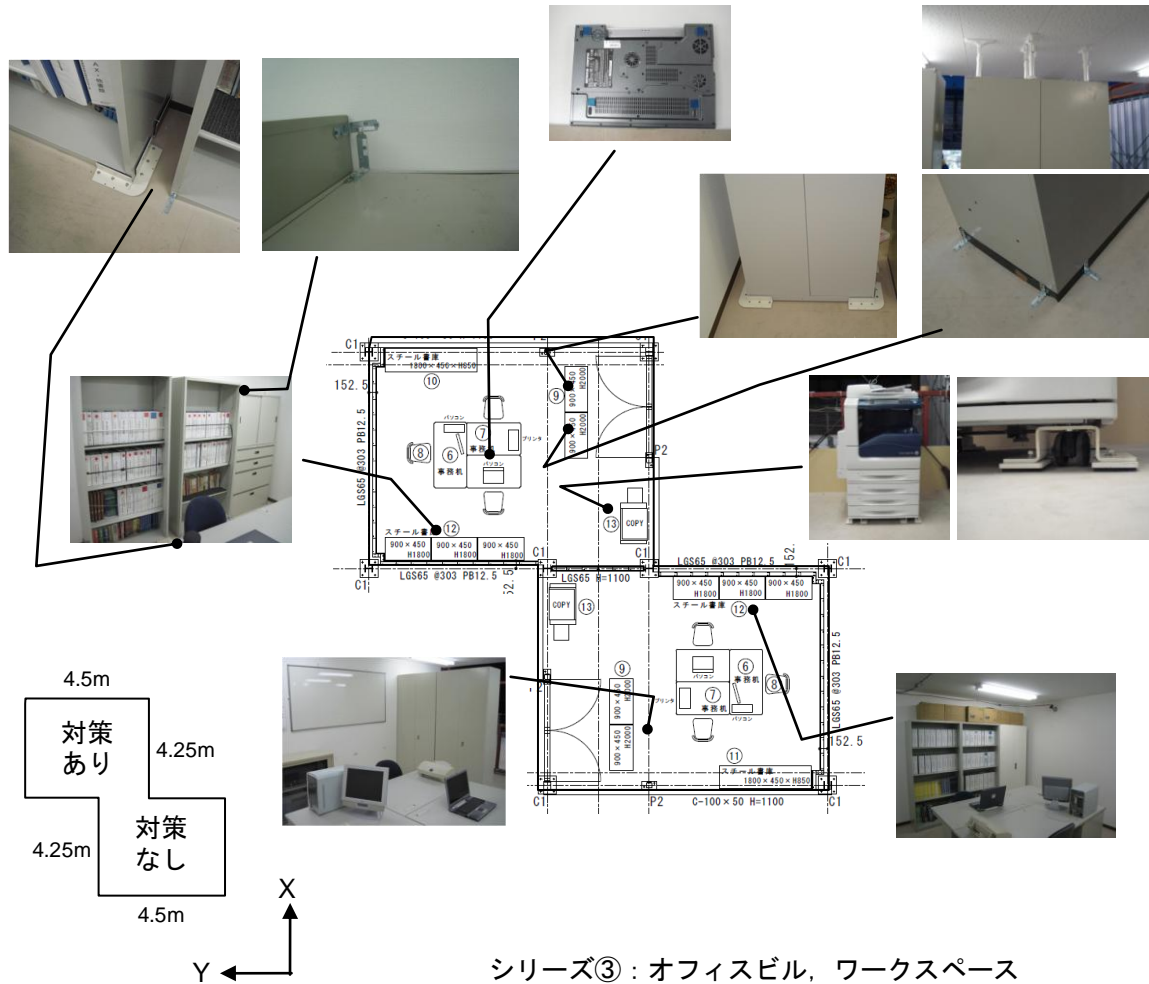 C1
P2
C1
スチール書庫
1800×450×H850
⑩
152.5
⑨
900×450
H2000
900×450
H2000
パソコン
⑦
事務机
プリンタ
⑧
⑥
事務机
パソコン
P2
LGS65 @303 PB12.5
⑬
COPY
スチール書庫
⑫
900×450
H1800
900×450
H1800
900×450
H1800
C1
C1
C1
C1
LGS65 @303 PB12.5
52.5
LGS65 H=1100
LGS65 @303 PB12.5
152.
COPY
⑬
900×450
H1800
900×450
H1800
900×450
H1800
スチール書庫
⑫
⑨
900×450
H2000
900×450
H2000
パソコン
⑥
事務机
⑧
プリンタ
⑦
事務机
パソコン
LGS65 @303 PB12.5
152.5
⑪
スチール書庫
1800×450×H850
C1
P2
C-100×50 H=1100
C1
4.5m
対策
あり
4.25m
4.25m
対策
なし
4.5m
X
Y
シリーズ③：オフィスビル，ワークスペース